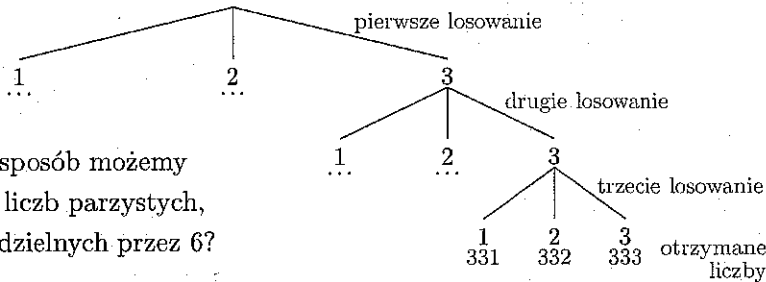 pierwsze losowanie
1 2 3
... ...
drugie losowanie
sposób możemy
1 2 3
... ...
liczb parzystych,
trzecie losowanie
dzielnych przez 6?
1 2 3
331 332 333
otrzymane
liczby